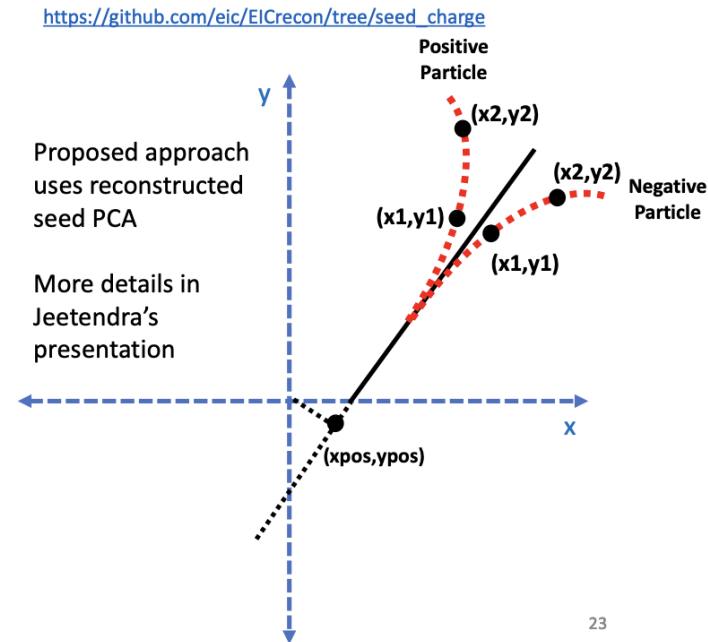 https://github.com/eic/EICrecon/tree/seed_charge
Positive
Particle
y
(x2,y2)
Proposed approach
uses reconstructed
seed PCA
(x2,y2)
Negative
Particle
(x1,y1)
(x1,y1)
More details in
Jeetendra's
presentation
x
(xpos,ypos)
23